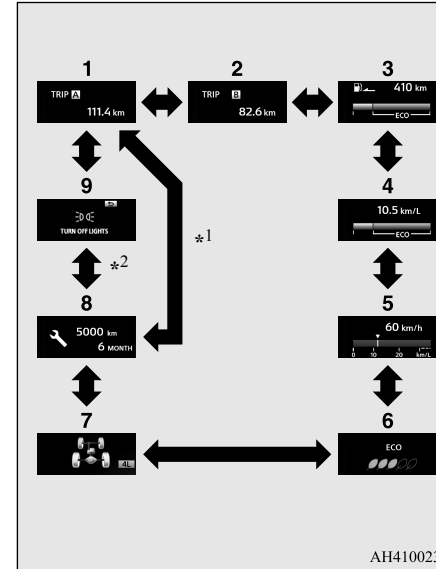 1 2 3
TRIP A
111.4 km
TRIP B
82.6 km
410 km
ECO
9
TURN OFF LIGHTS
4
10.5 km/L
ECO
*1
*2
8
5000 km
6 MONTH
5
60 km/h
0 10 20 km/L
7
4L
6
ECO
AH410023